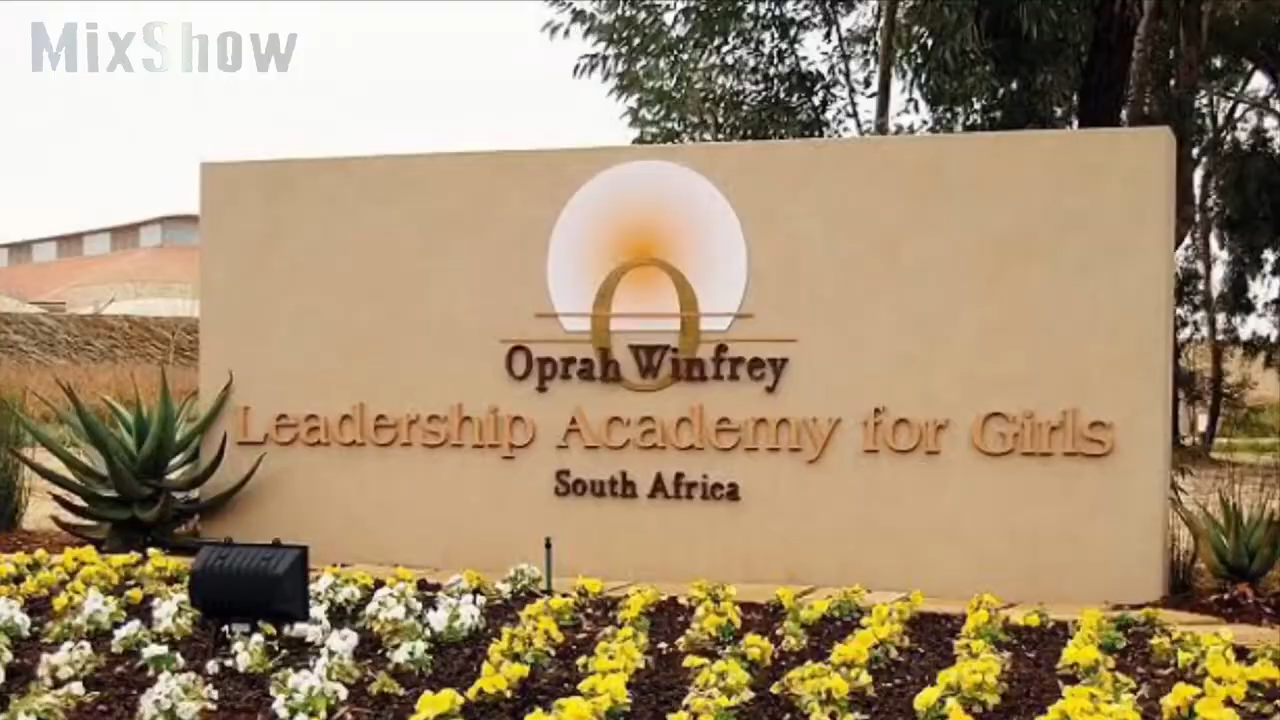 MixShow
O
Oprah Winfrey
Leadership Academy for Girls
South Africa